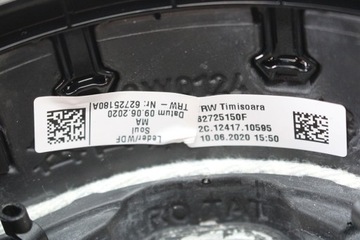 TRW - Nr: 62725180A
Datum 09.06.2020
MA
Soul
Leder/WDF
RW Timisoara
62725150F
2C.12417.10595
10.06.2020 15:50